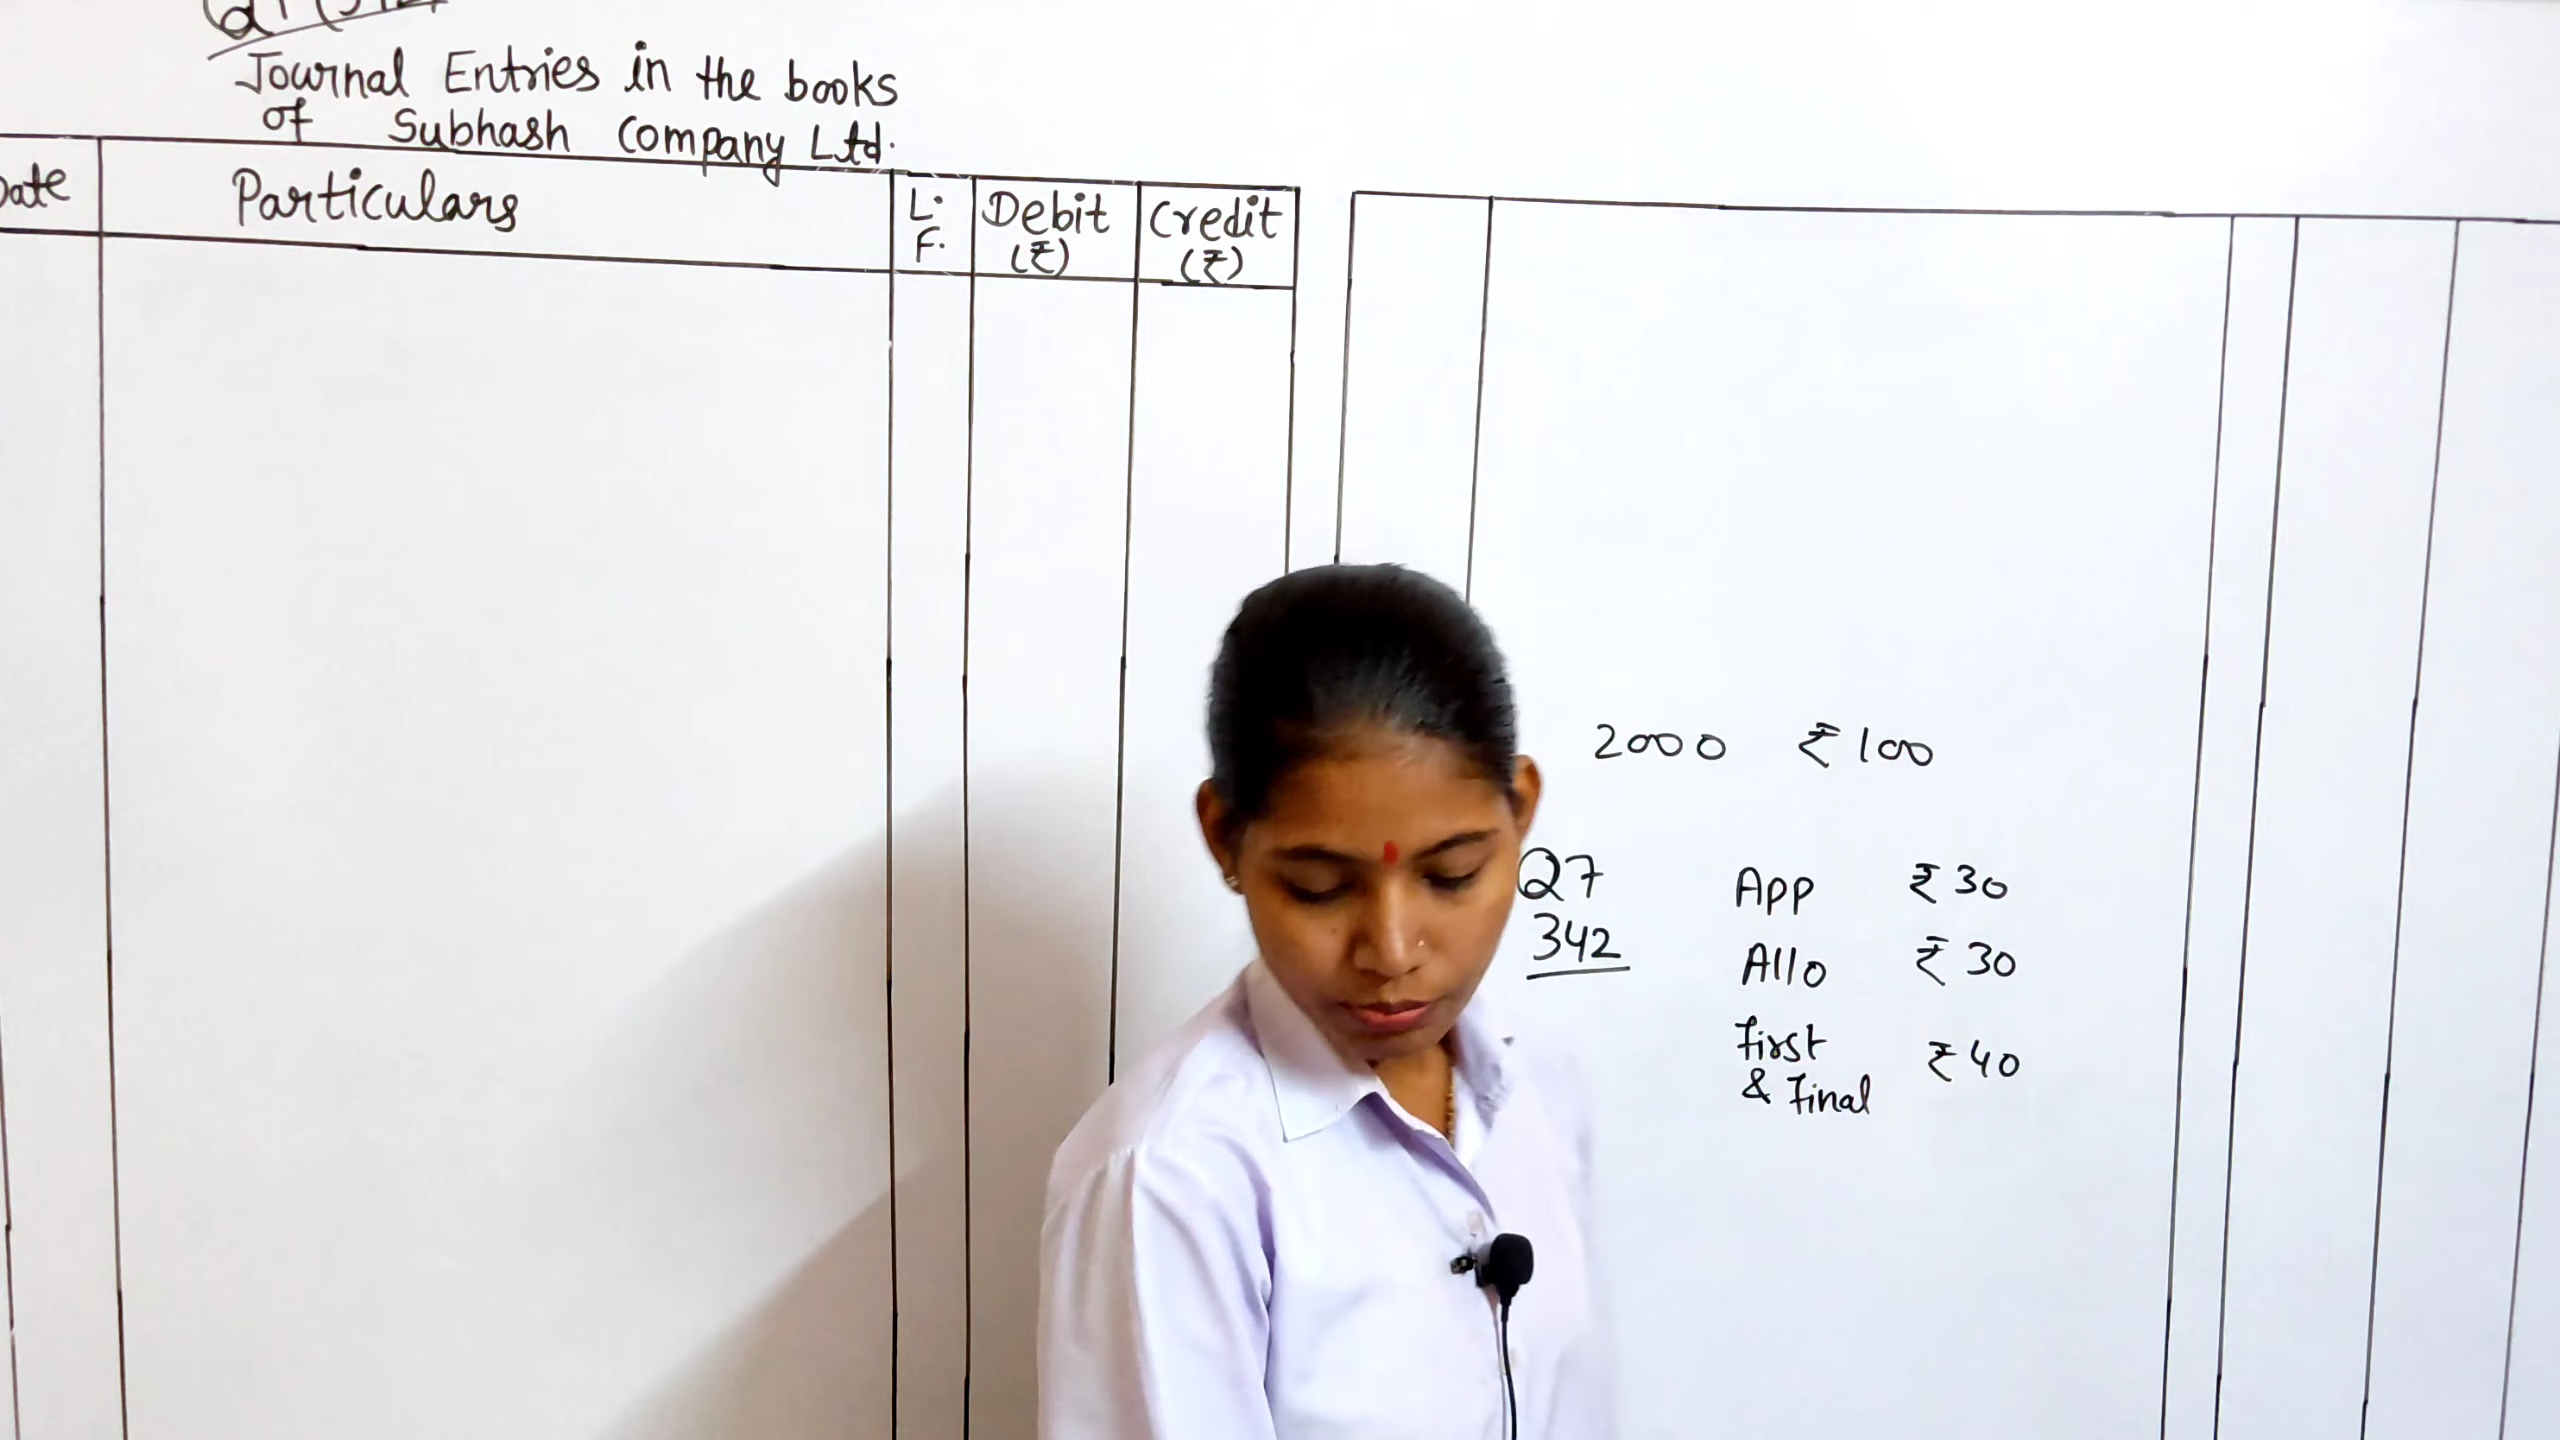 Journal Entries in the books
of Subhash Company Ltd.
Date Particulars L. Debit Credit
F. (₹) (₹)
2000 ₹ 100
Q7 App ₹ 30
342 Allo ₹ 30
First ₹ 40
& Final